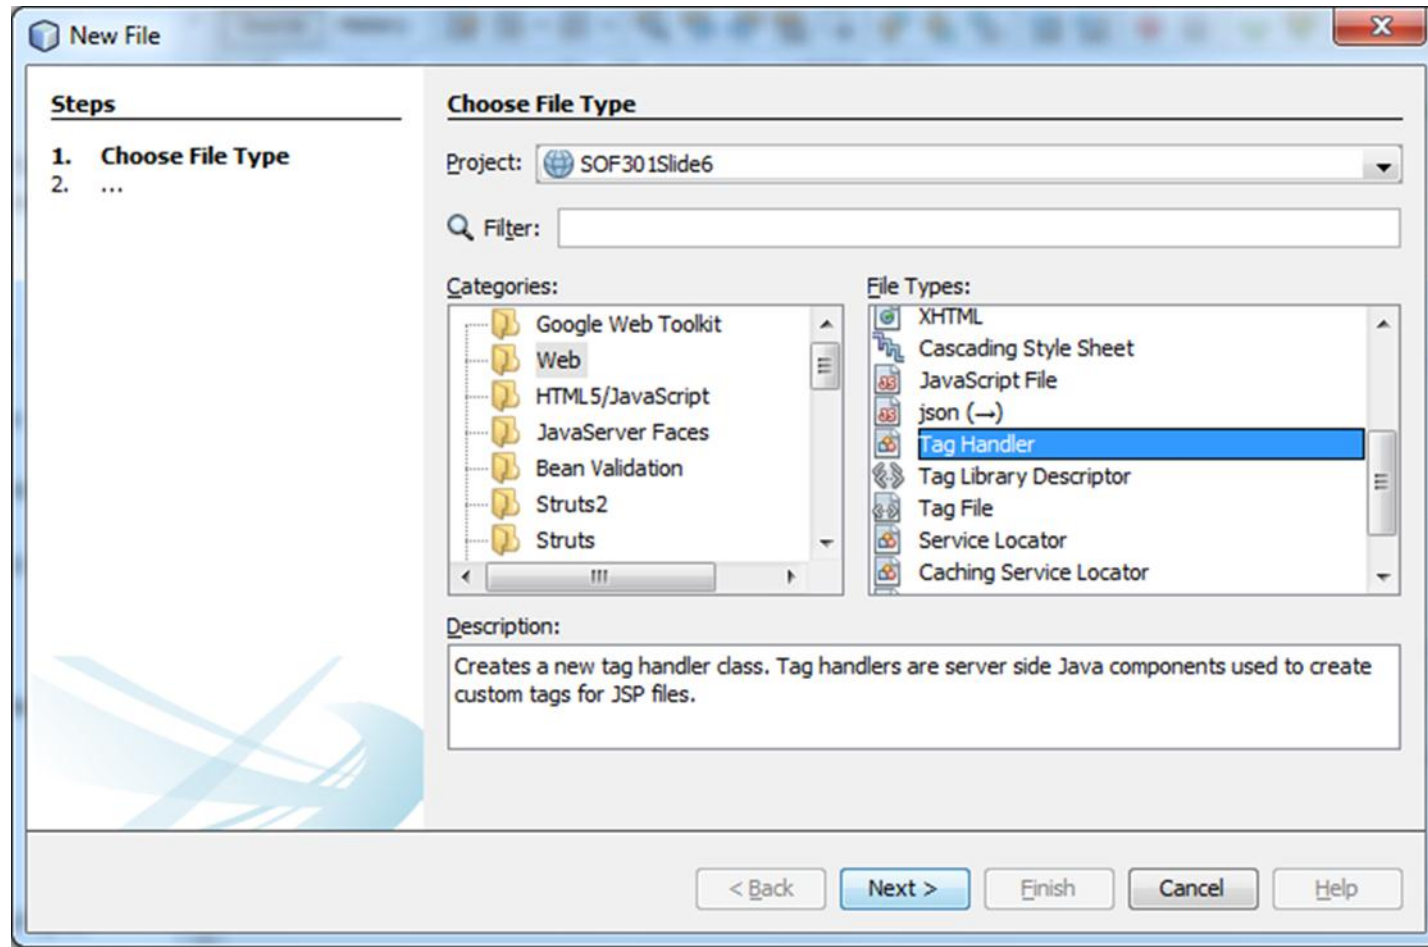 New File
Steps
1. Choose File Type
2. ...
Choose File Type
Project: SOF301Slide6
Filter:
Categories:
Google Web Toolkit
Web
HTML5/JavaScript
JavaServer Faces
Bean Validation
Struts2
Struts
File Types:
XHTML
Cascading Style Sheet
JavaScript File
json (→)
Tag Handler
Tag Library Descriptor
Tag File
Service Locator
Caching Service Locator
Description:
Creates a new tag handler class. Tag handlers are server side Java components used to create
custom tags for JSP files.
< Back Next > Finish Cancel Help